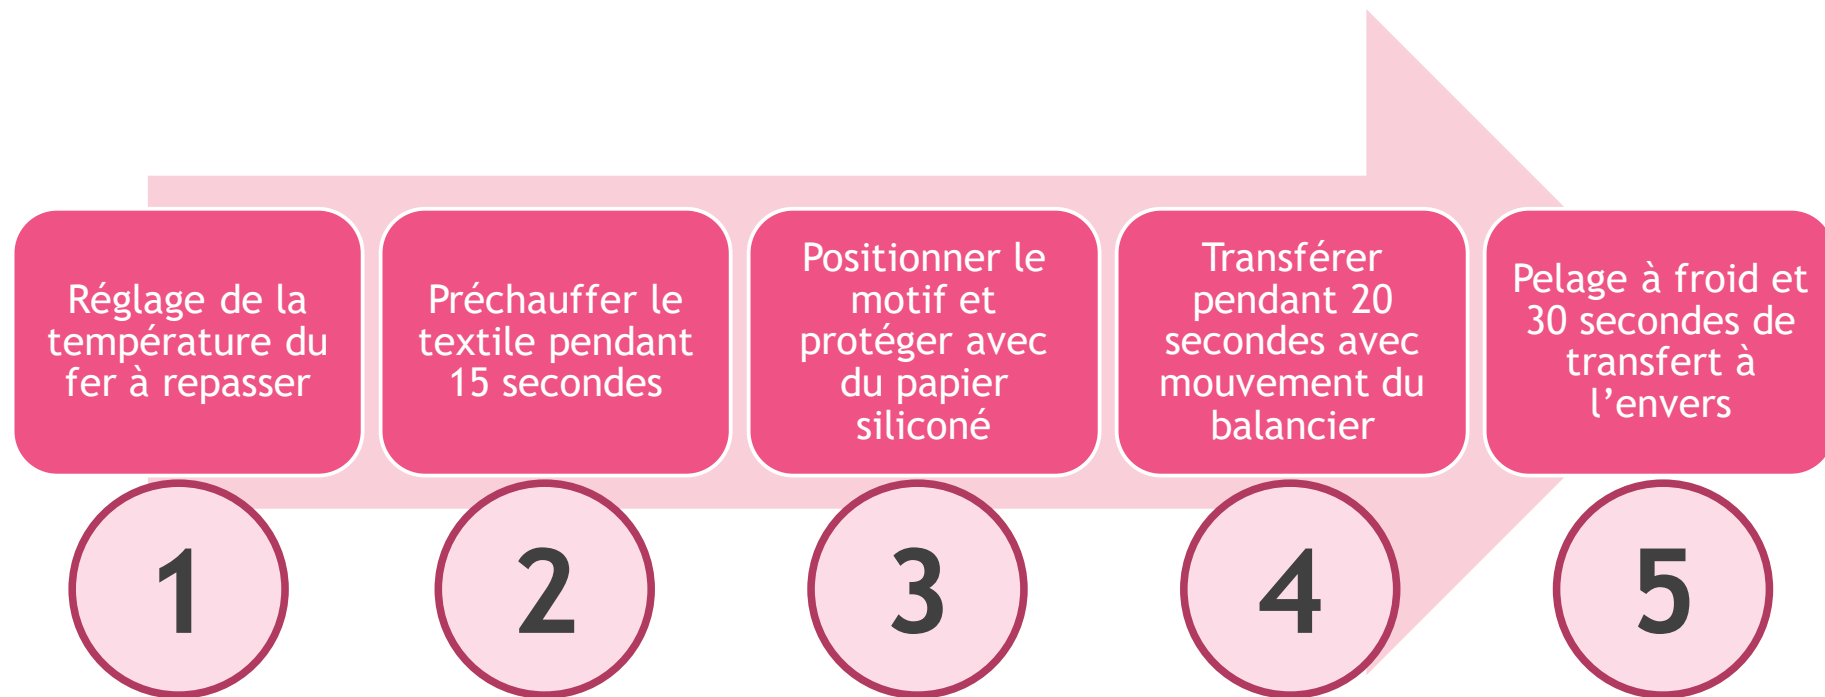 Réglage de la
température du
fer à repasser
Préchauffer le
textile pendant
15 secondes
Positionner le
motif et
protéger avec
du papier
siliconé
Transférer
pendant 20
secondes avec
mouvement du
balancier
Pelage à froid et
30 secondes de
transfert à
l’envers
1
2
3
4
5